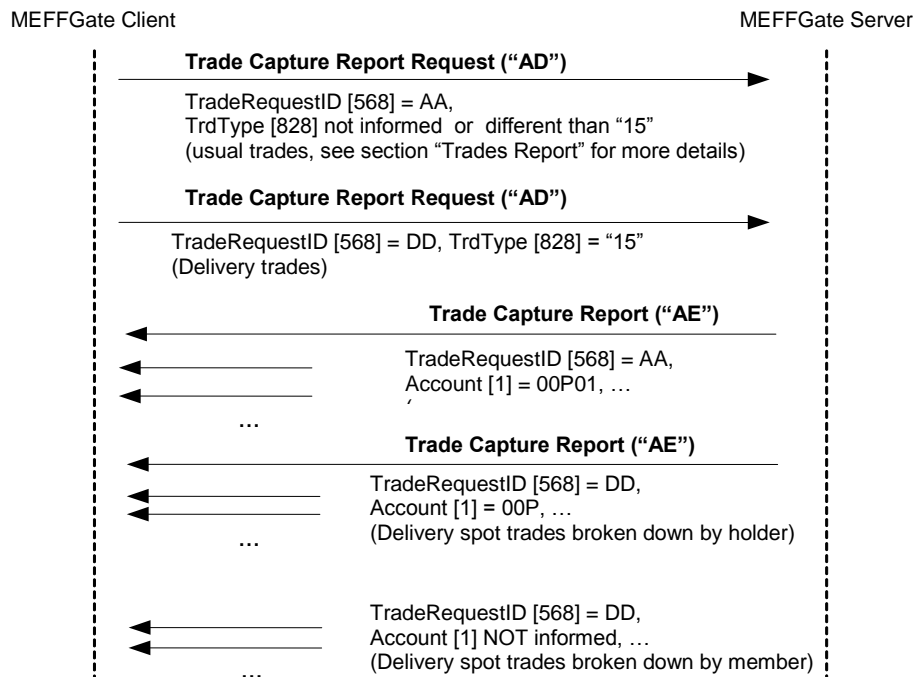 MEFFGate Client
MEFFGate Server
Trade Capture Report Request (“AD”)
TradeRequestID [568] = AA,
TrdType [828] not informed or different than “15”
(usual trades, see section “Trades Report” for more details)
Trade Capture Report Request (“AD”)
TradeRequestID [568] = DD, TrdType [828] = “15”
(Delivery trades)
Trade Capture Report (“AE”)
TradeRequestID [568] = AA,
Account [1] = 00P01, …
…
Trade Capture Report (“AE”)
TradeRequestID [568] = DD,
Account [1] = 00P, …
(Delivery spot trades broken down by holder)
…
TradeRequestID [568] = DD,
Account [1] NOT informed, …
(Delivery spot trades broken down by member)
…